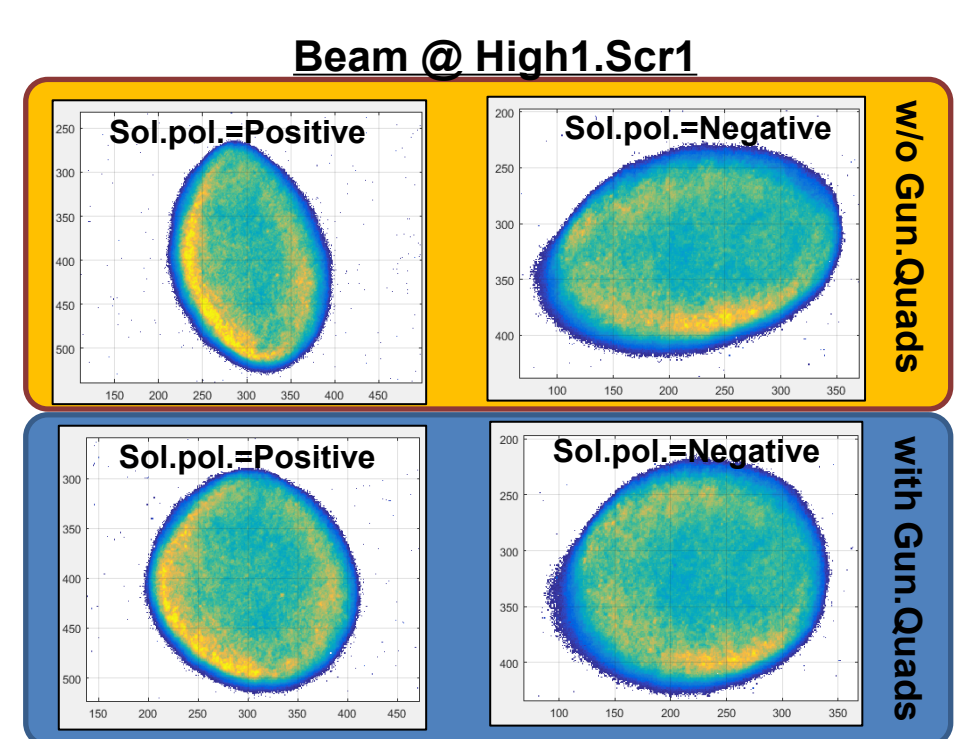 Beam @ High1.Scr1
Sol.pol.=Positive
250
300
350
400
450
500
150 200 250 300 350 400 450
Sol.pol.=Negative
200
250
300
350
400
100 150 200 250 300 350
w/o Gun.Quads
Sol.pol.=Positive
300
350
400
450
500
150 200 250 300 350 400 450
Sol.pol.=Negative
200
250
300
350
400
100 150 200 250 300 350
with Gun.Quads